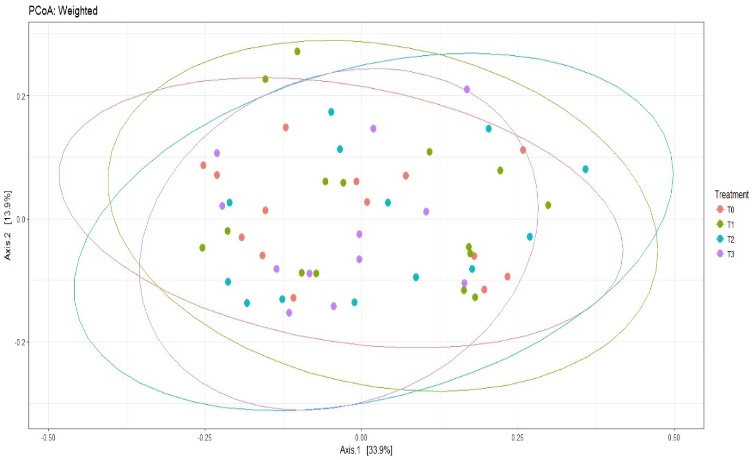 PCoA: Weighted
0.2
0.0
-0.2
Axis.2 [13.9%]
-0.50
-0.25
0.00
0.25
0.50
Axis.1 [33.9%]
Treatment
T0
T1
T2
T3